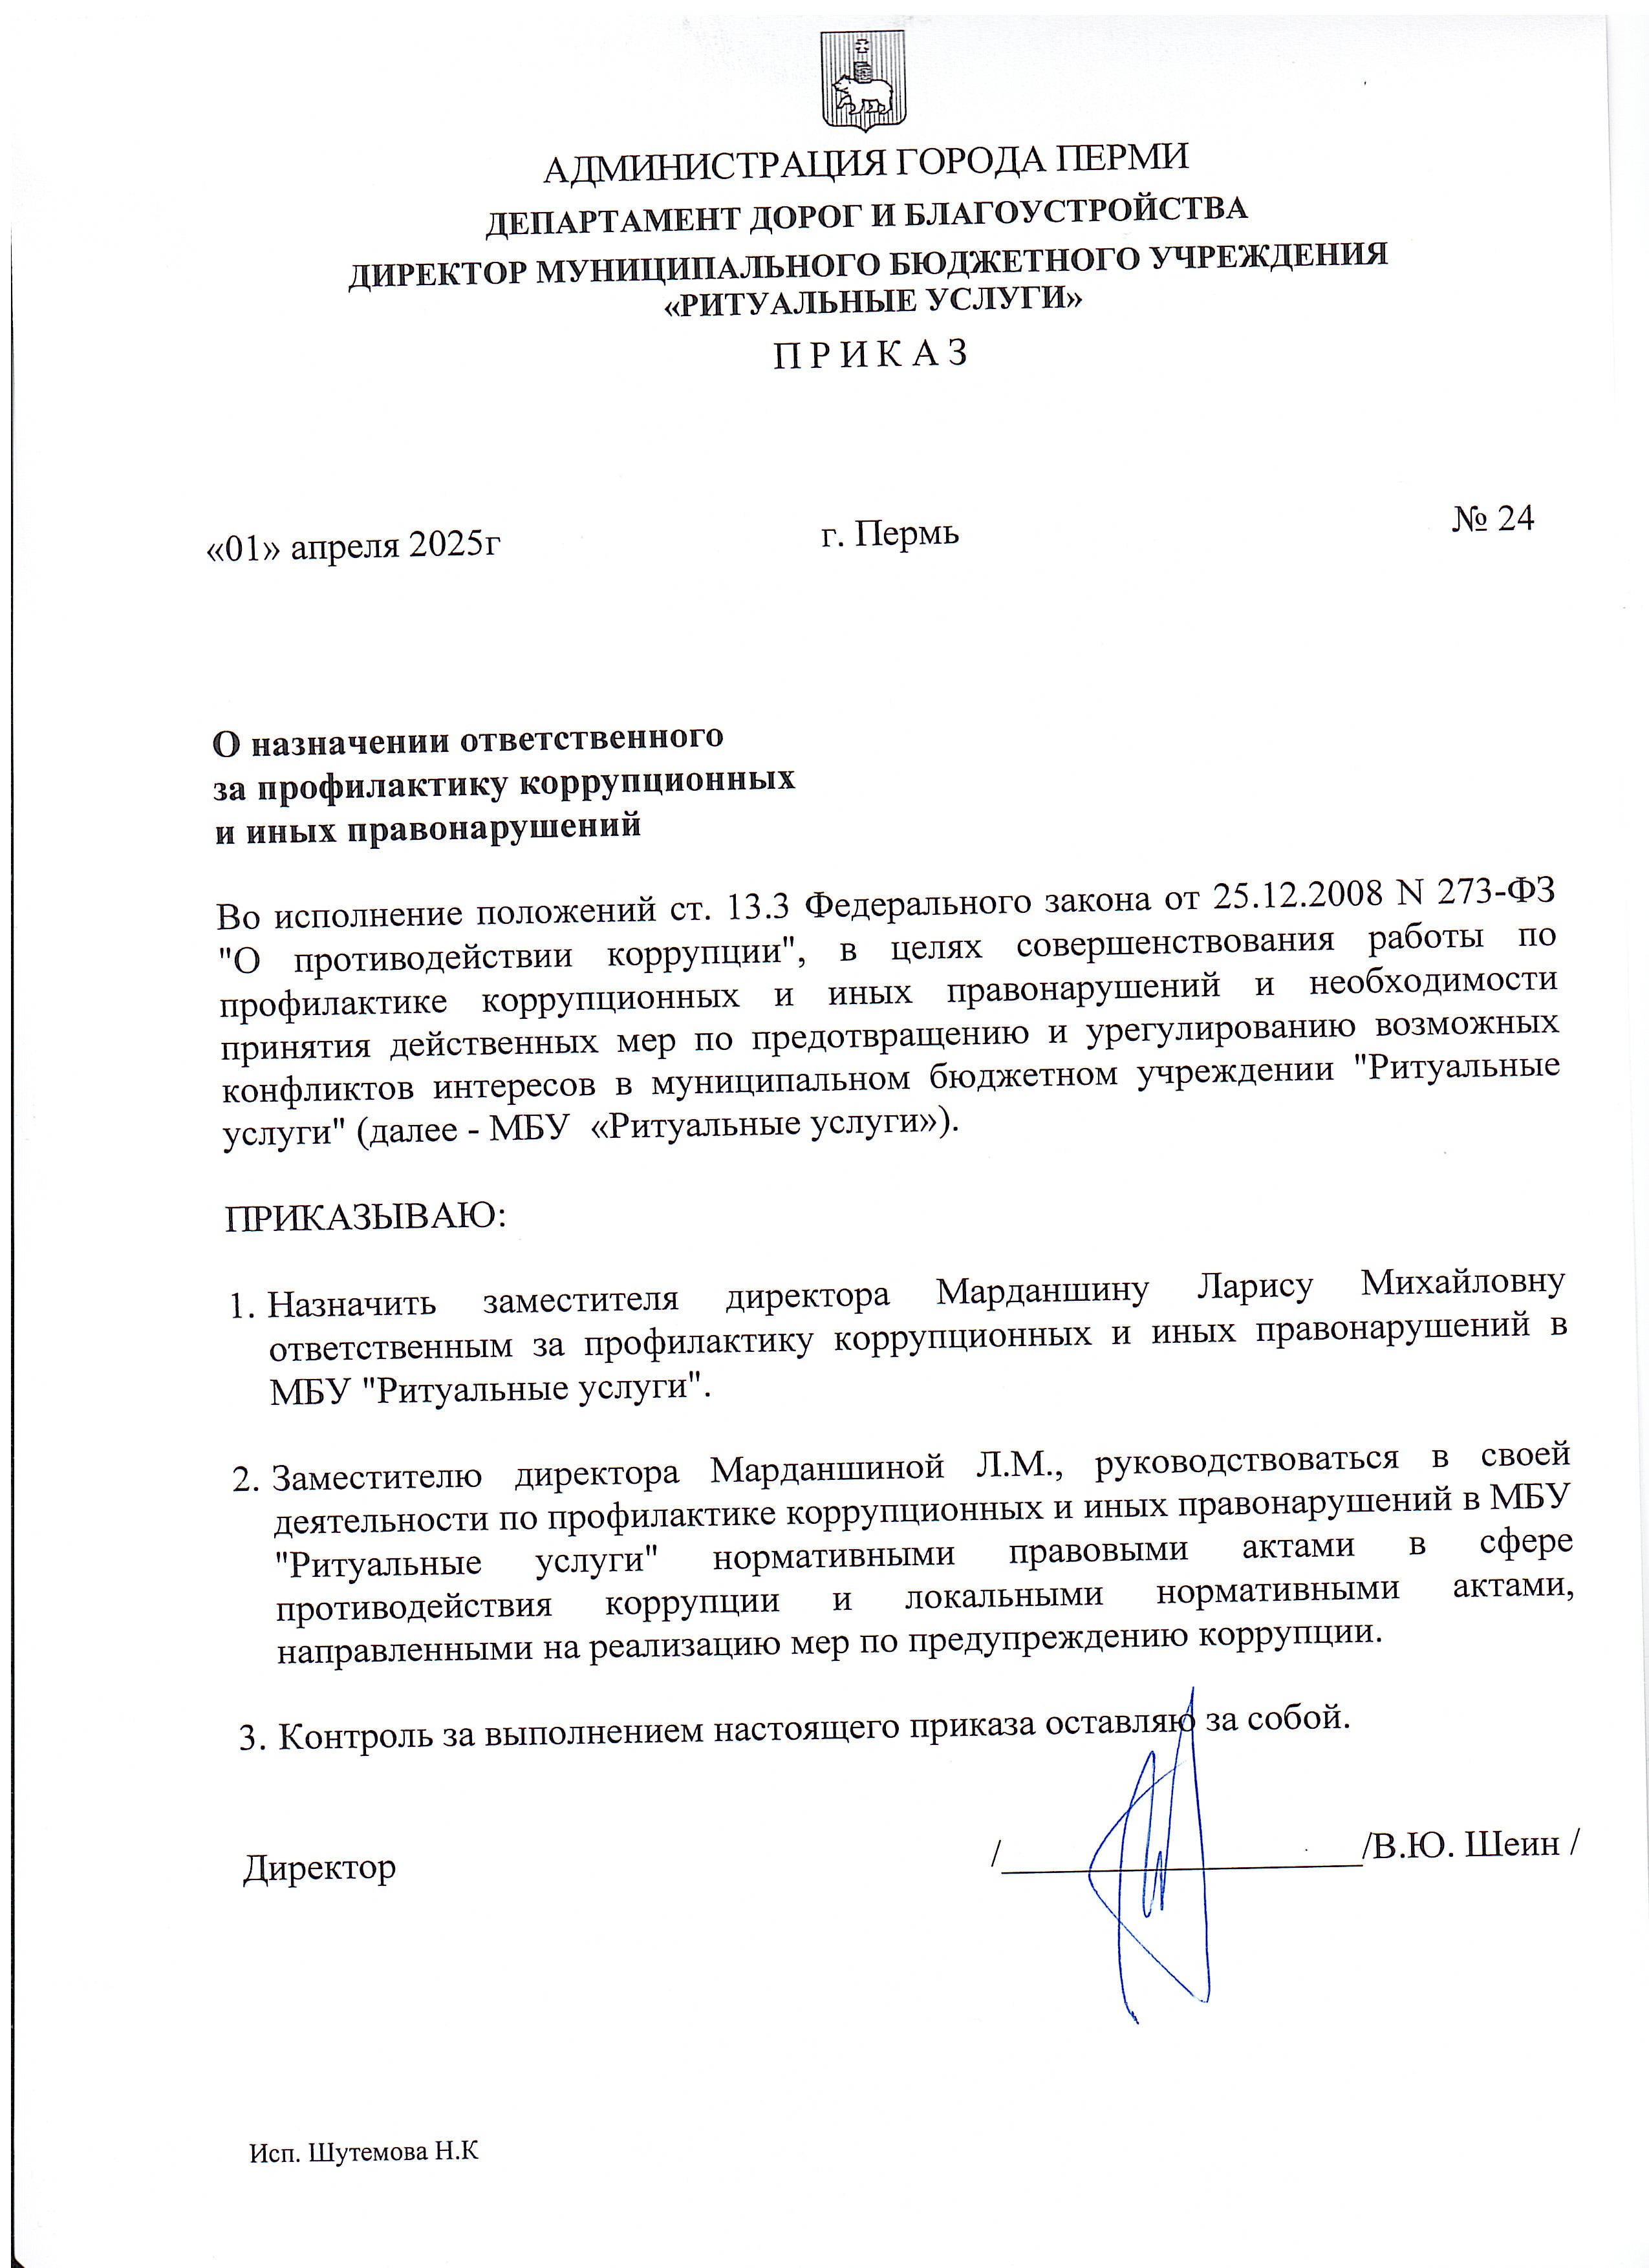 АДМИНИСТРАЦИЯ ГОРОДА ПЕРМИ
ДЕПАРТАМЕНТ ДОРОГ И БЛАГОУСТРОЙСТВА
ДИРЕКТОР МУНИЦИПАЛЬНОГО БЮДЖЕТНОГО УЧРЕЖДЕНИЯ
«РИТУАЛЬНЫЕ УСЛУГИ»
П Р И К А З
«01» апреля 2025г г. Пермь № 24
О назначении ответственного
за профилактику коррупционных
и иных правонарушений
Во исполнение положений ст. 13.3 Федерального закона от 25.12.2008 N 273-ФЗ
"О противодействии коррупции", в целях совершенствования работы по
профилактике коррупционных и иных правонарушений и необходимости
принятия действенных мер по предотвращению и урегулированию возможных
конфликтов интересов в муниципальном бюджетном учреждении "Ритуальные
услуги" (далее - МБУ «Ритуальные услуги»).
ПРИКАЗЫВАЮ:
1. Назначить заместителя директора Марданшину Ларису Михайловну
ответственным за профилактику коррупционных и иных правонарушений в
МБУ "Ритуальные услуги".
2. Заместителю директора Марданшиной Л.М., руководствоваться в своей
деятельности по профилактике коррупционных и иных правонарушений в МБУ
"Ритуальные услуги" нормативными правовыми актами в сфере
противодействия коррупции и локальными нормативными актами,
направленными на реализацию мер по предупреждению коррупции.
3. Контроль за выполнением настоящего приказа оставляю за собой.
Директор /___________________/В.Ю. Шеин /
Исп. Шутемова Н.К